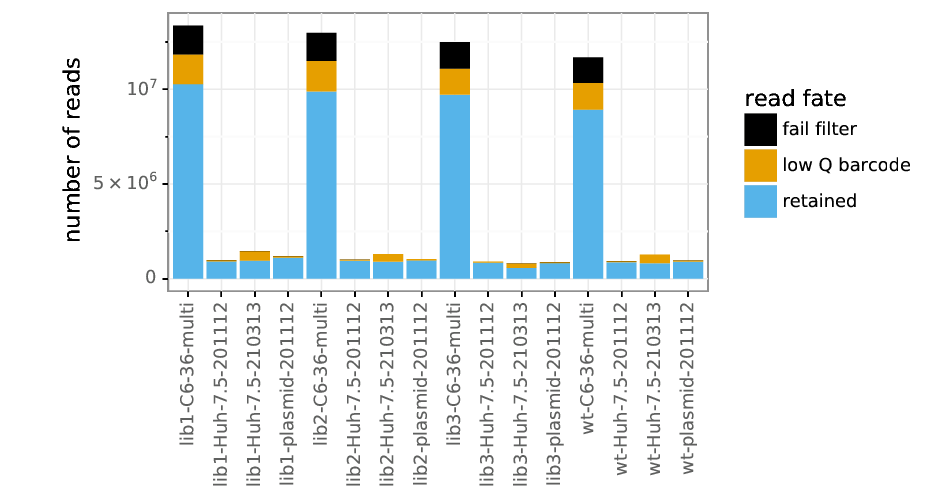 number of reads
10⁷
5 × 10⁶
0
lib1-C6-36-multi
lib1-Huh-7.5-201112
lib1-Huh-7.5-210313
lib1-plasmid-201112
lib2-C6-36-multi
lib2-Huh-7.5-201112
lib2-Huh-7.5-210313
lib2-plasmid-201112
lib3-C6-36-multi
lib3-Huh-7.5-201112
lib3-Huh-7.5-210313
lib3-plasmid-201112
wt-C6-36-multi
wt-Huh-7.5-201112
wt-Huh-7.5-210313
wt-plasmid-201112
read fate
fail filter
low Q barcode
retained